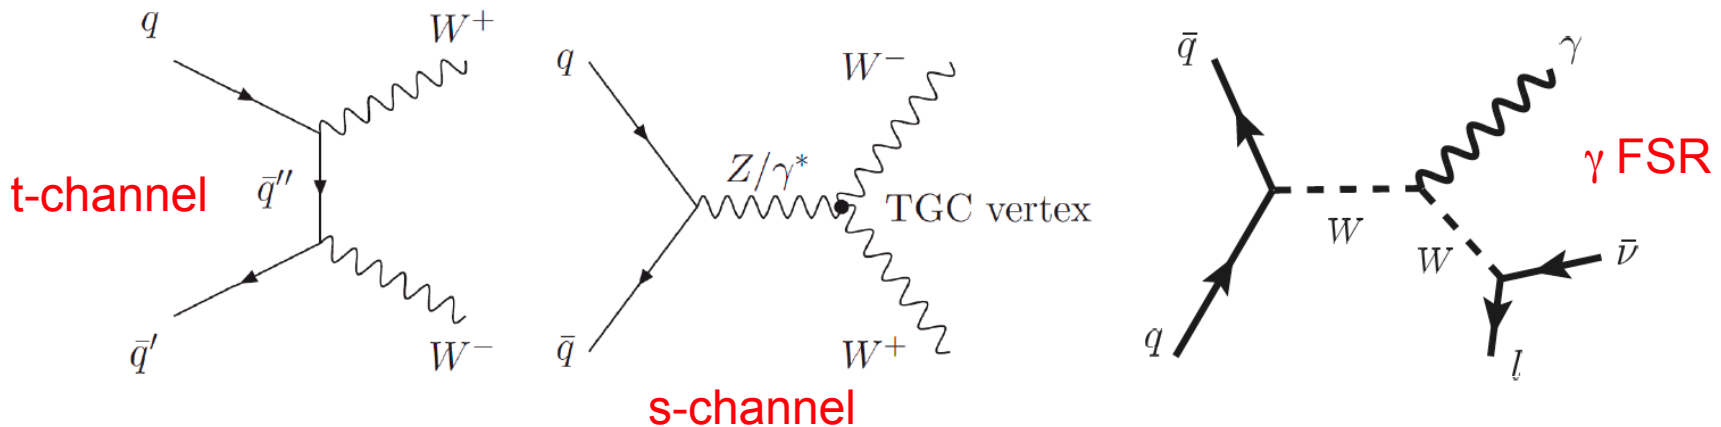 q
W⁺
t-channel
q̄″
q̄′
W⁻
q
W⁻
Z/γ*
TGC vertex
q̄
W⁺
s-channel
q̄
γ
γ FSR
W
W
ν̄
q
l